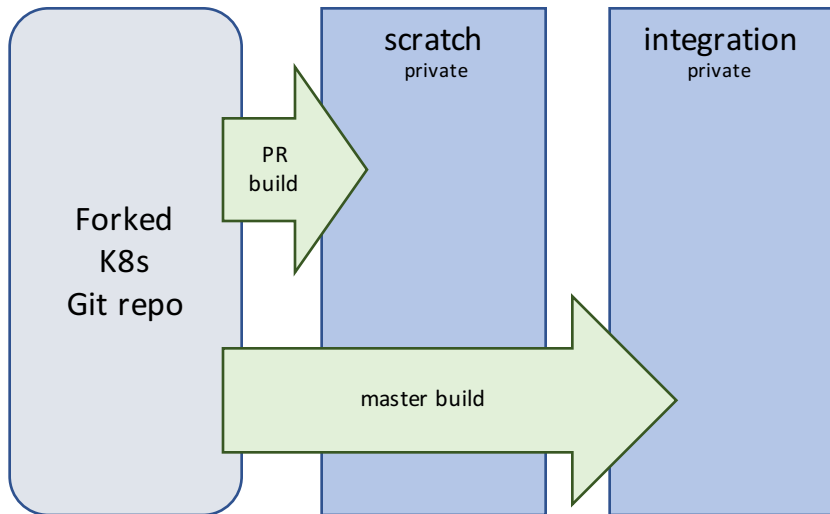 Forked
K8s
Git repo
scratch
private
integration
private
PR
build
master build